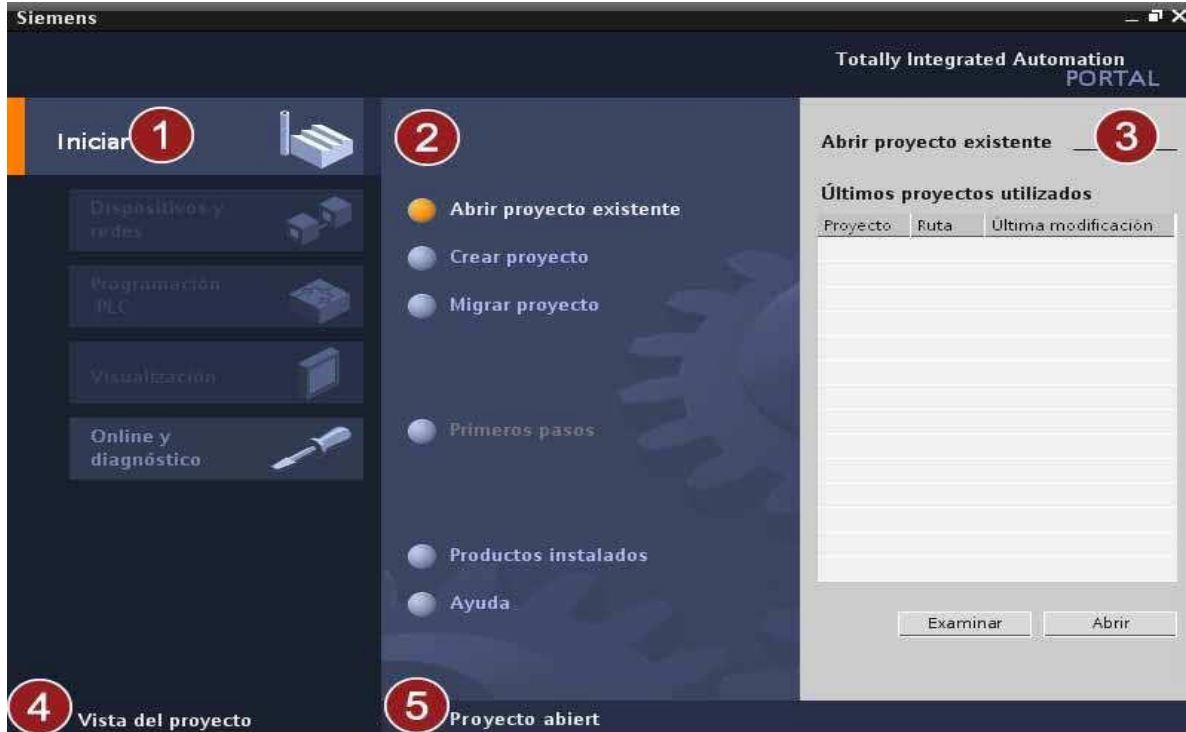 Siemens
Totally Integrated Automation
PORTAL
Iniciar
1
Dispositivos y
redes
Programación
PLC
Visualización
Online y
diagnóstico
4
Vista del proyecto
2
Abrir proyecto existente
Crear proyecto
Migrar proyecto
Primeros pasos
Productos instalados
Ayuda
5
Proyecto abiert
3
Abrir proyecto existente
Últimos proyectos utilizados
Proyecto Ruta Última modificación
Examinar Abrir